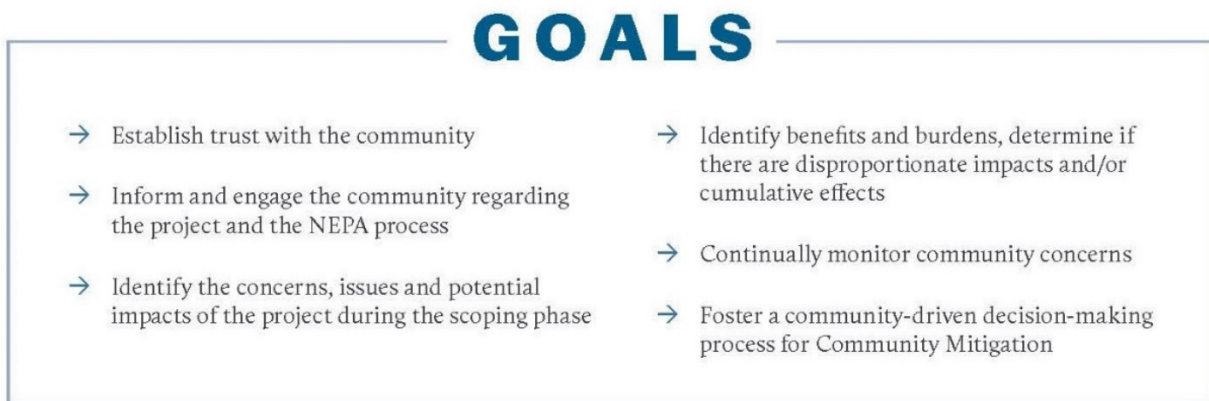 GOALS
→ Establish trust with the community
→ Inform and engage the community regarding
the project and the NEPA process
→ Identify the concerns, issues and potential
impacts of the project during the scoping phase
→ Identify benefits and burdens, determine if
there are disproportionate impacts and/or
cumulative effects
→ Continually monitor community concerns
→ Foster a community-driven decision-making
process for Community Mitigation